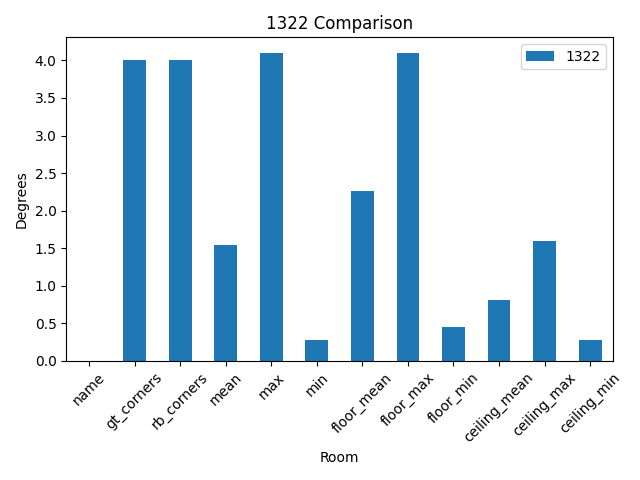 1322 Comparison
1322
Degrees
4.0
3.5
3.0
2.5
2.0
1.5
1.0
0.5
0.0
name
gt_corners
rb_corners
mean
max
min
floor_mean
floor_max
floor_min
ceiling_mean
ceiling_max
ceiling_min
Room